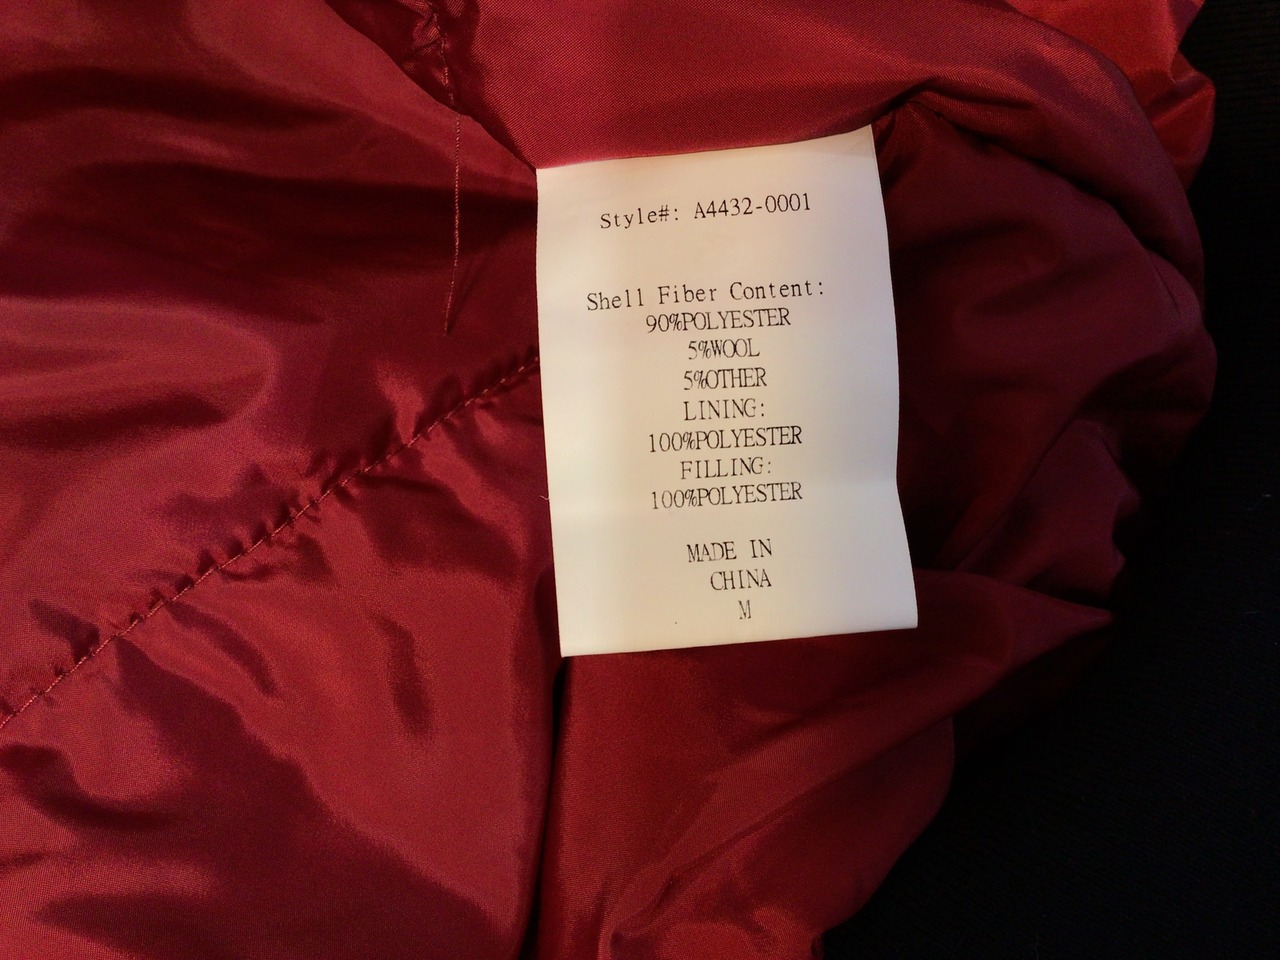 Style#: A4432-0001
Shell Fiber Content:
90%POLYESTER
5%WOOL
5%OTHER
LINING:
100%POLYESTER
FILLING:
100%POLYESTER
MADE IN
CHINA
M